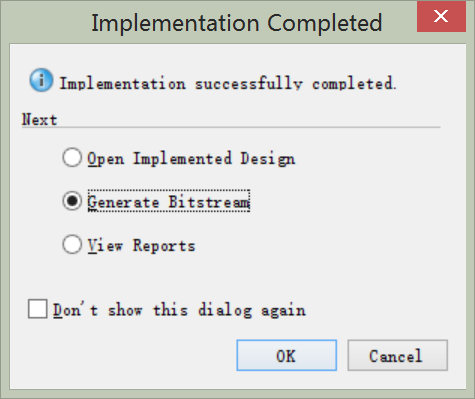 Implementation Completed
Implementation successfully completed.
Next
Open Implemented Design
Generate Bitstream
View Reports
Don't show this dialog again
OK
Cancel